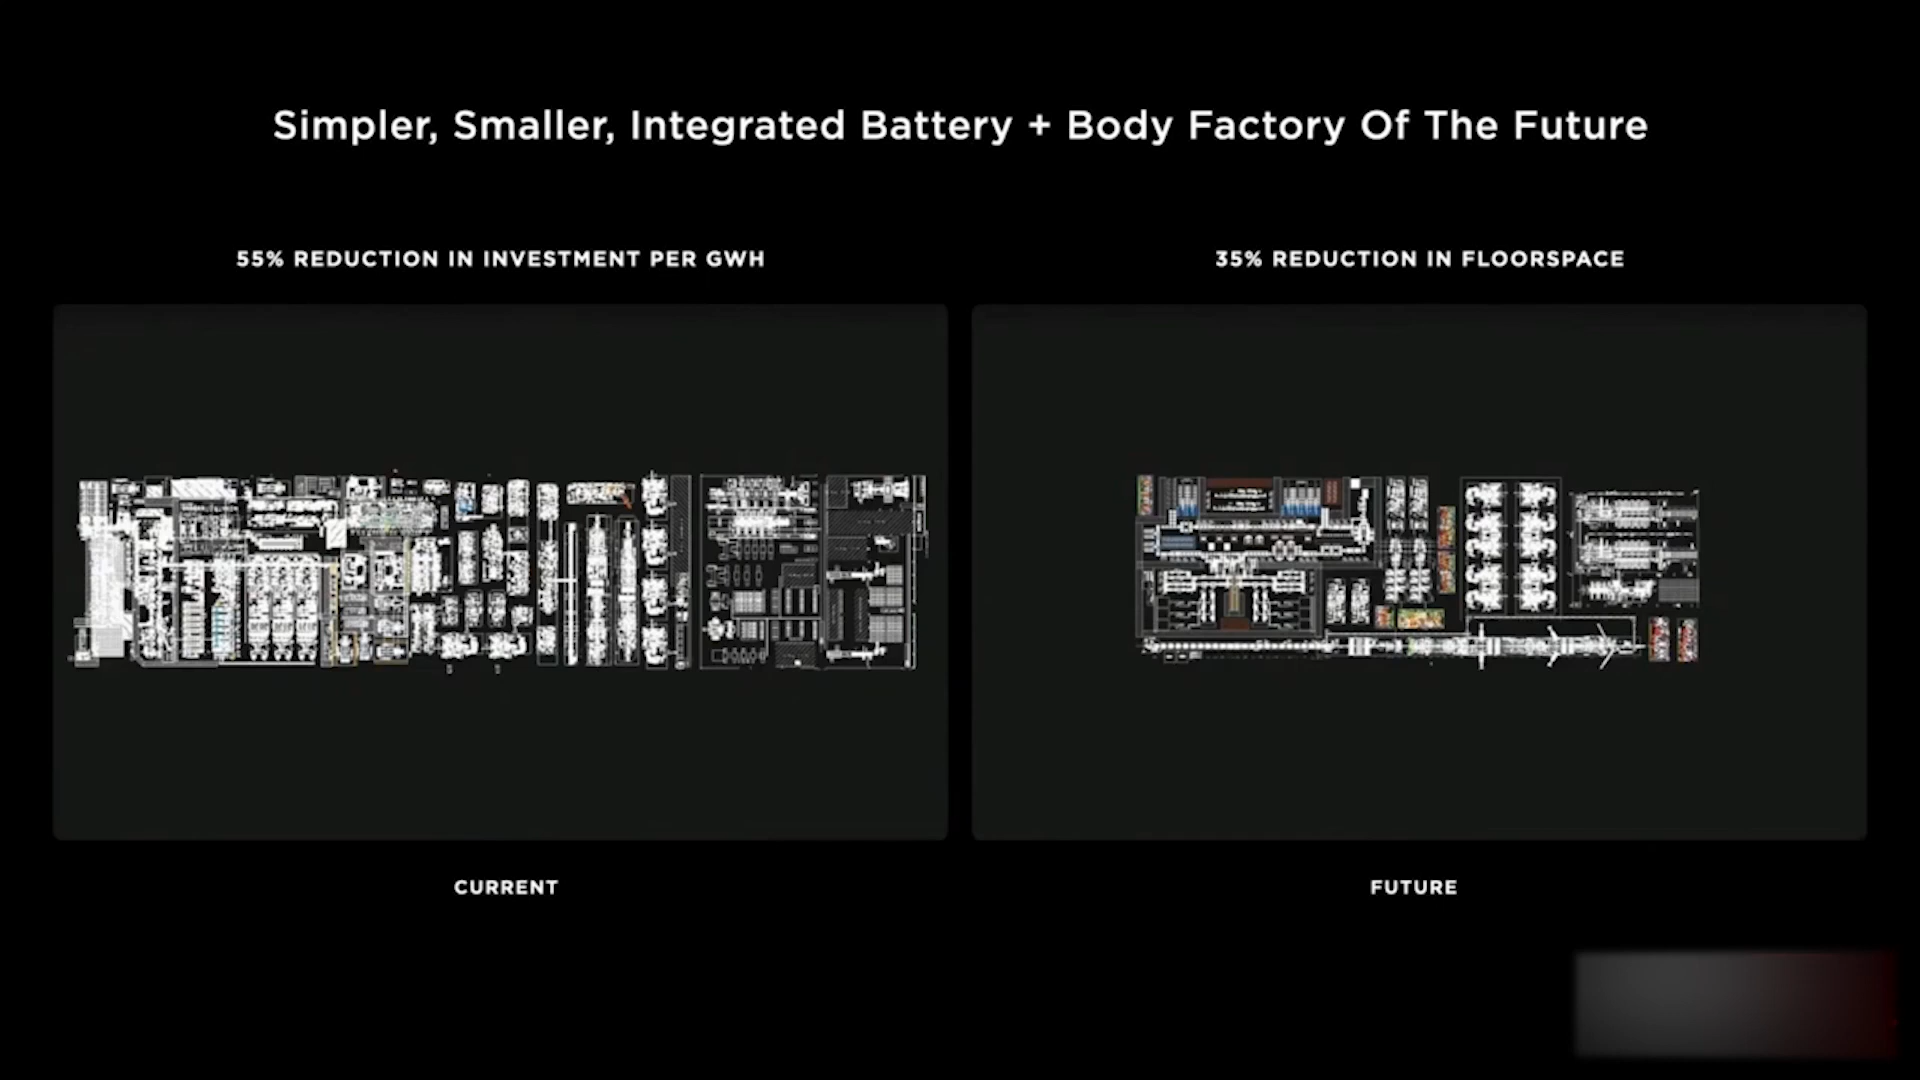 Simpler, Smaller, Integrated Battery + Body Factory Of The Future
55% REDUCTION IN INVESTMENT PER GWH
35% REDUCTION IN FLOORSPACE
CURRENT
FUTURE